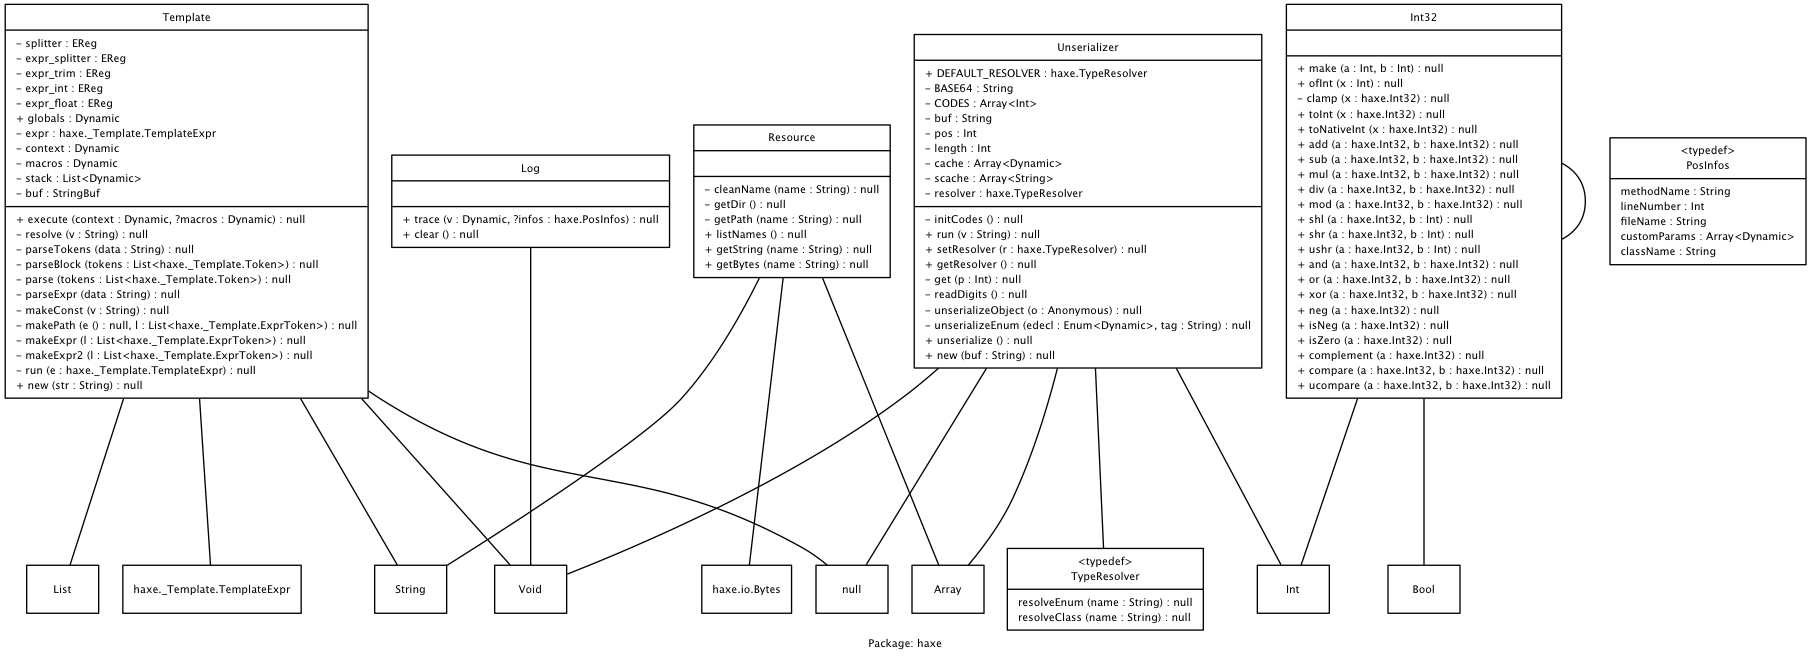 Template
– splitter : EReg
– expr_splitter : EReg
– expr_trim : EReg
– expr_int : EReg
– expr_float : EReg
+ globals : Dynamic
– expr : haxe._Template.TemplateExpr
– context : Dynamic
– macros : Dynamic
– stack : List<Dynamic>
– buf : StringBuf
+ execute (context : Dynamic, ?macros : Dynamic) : null
– resolve (v : String) : null
– parseTokens (data : String) : null
– parseBlock (tokens : List<haxe._Template.Token>) : null
– parse (tokens : List<haxe._Template.Token>) : null
– parseExpr (data : String) : null
– makeConst (v : String) : null
– makePath (e () : null, l : List<haxe._Template.ExprToken>) : null
– makeExpr (l : List<haxe._Template.ExprToken>) : null
– makeExpr2 (l : List<haxe._Template.ExprToken>) : null
– run (e : haxe._Template.TemplateExpr) : null
+ new (str : String) : null
Log
+ trace (v : Dynamic, ?infos : haxe.PosInfos) : null
+ clear () : null
Resource
– cleanName (name : String) : null
– getDir () : null
– getPath (name : String) : null
+ listNames () : null
+ getString (name : String) : null
+ getBytes (name : String) : null
Unserializer
+ DEFAULT_RESOLVER : haxe.TypeResolver
– BASE64 : String
– CODES : Array<Int>
– buf : String
– pos : Int
– length : Int
– cache : Array<Dynamic>
– scache : Array<String>
– resolver : haxe.TypeResolver
– initCodes () : null
+ run (v : String) : null
+ setResolver (r : haxe.TypeResolver) : null
+ getResolver () : null
– get (p : Int) : null
– readDigits () : null
– unserializeObject (o : Anonymous) : null
– unserializeEnum (edecl : Enum<Dynamic>, tag : String) : null
+ unserialize () : null
+ new (buf : String) : null
Int32
+ make (a : Int, b : Int) : null
+ ofInt (x : Int) : null
– clamp (x : haxe.Int32) : null
+ toInt (x : haxe.Int32) : null
+ toNativeInt (x : haxe.Int32) : null
+ add (a : haxe.Int32, b : haxe.Int32) : null
+ sub (a : haxe.Int32, b : haxe.Int32) : null
+ mul (a : haxe.Int32, b : haxe.Int32) : null
+ div (a : haxe.Int32, b : haxe.Int32) : null
+ mod (a : haxe.Int32, b : haxe.Int32) : null
+ shl (a : haxe.Int32, b : Int) : null
+ shr (a : haxe.Int32, b : Int) : null
+ ushr (a : haxe.Int32, b : Int) : null
+ and (a : haxe.Int32, b : haxe.Int32) : null
+ or (a : haxe.Int32, b : haxe.Int32) : null
+ xor (a : haxe.Int32, b : haxe.Int32) : null
+ neg (a : haxe.Int32) : null
+ isNeg (a : haxe.Int32) : null
+ isZero (a : haxe.Int32) : null
+ complement (a : haxe.Int32) : null
+ compare (a : haxe.Int32, b : haxe.Int32) : null
+ ucompare (a : haxe.Int32, b : haxe.Int32) : null
<typedef>
PosInfos
methodName : String
lineNumber : Int
fileName : String
customParams : Array<Dynamic>
className : String
List
haxe._Template.TemplateExpr
String
Void
haxe.io.Bytes
null
Array
<typedef>
TypeResolver
resolveEnum (name : String) : null
resolveClass (name : String) : null
Int
Bool
Package: haxe